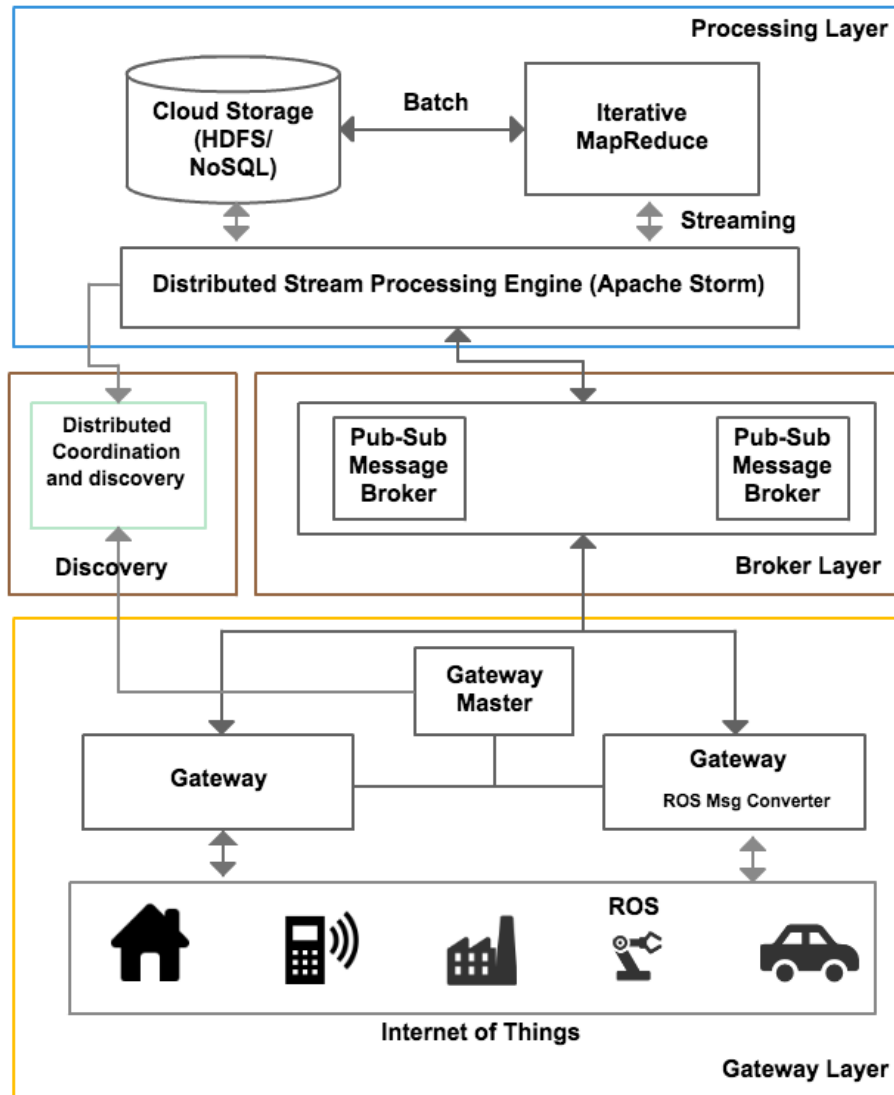 Processing Layer
Cloud Storage
(HDFS/
NoSQL)
Batch
Iterative
MapReduce
Streaming
Distributed Stream Processing Engine (Apache Storm)
Distributed
Coordination
and discovery
Discovery
Pub-Sub
Message
Broker
Pub-Sub
Message
Broker
Broker Layer
Gateway
Master
Gateway
Gateway
ROS Msg Converter
ROS
Internet of Things
Gateway Layer